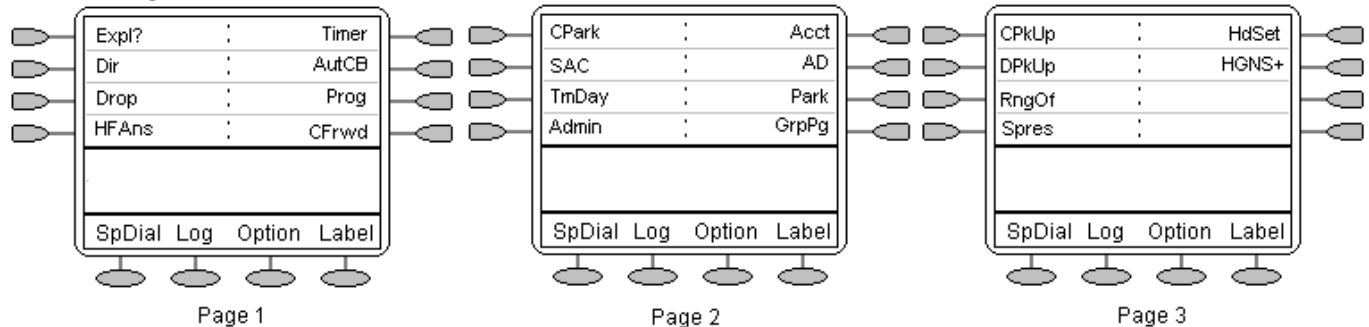 Expl? : Timer
Dir : AutCB
Drop : Prog
HFAns : CFrwd
SpDial Log Option Label
Page 1
CPark : Acct
SAC : AD
TmDay : Park
Admin : GrpPg
SpDial Log Option Label
Page 2
CPkUp : HdSet
DPkUp : HGNS+
RngOf :
Spres :
SpDial Log Option Label
Page 3